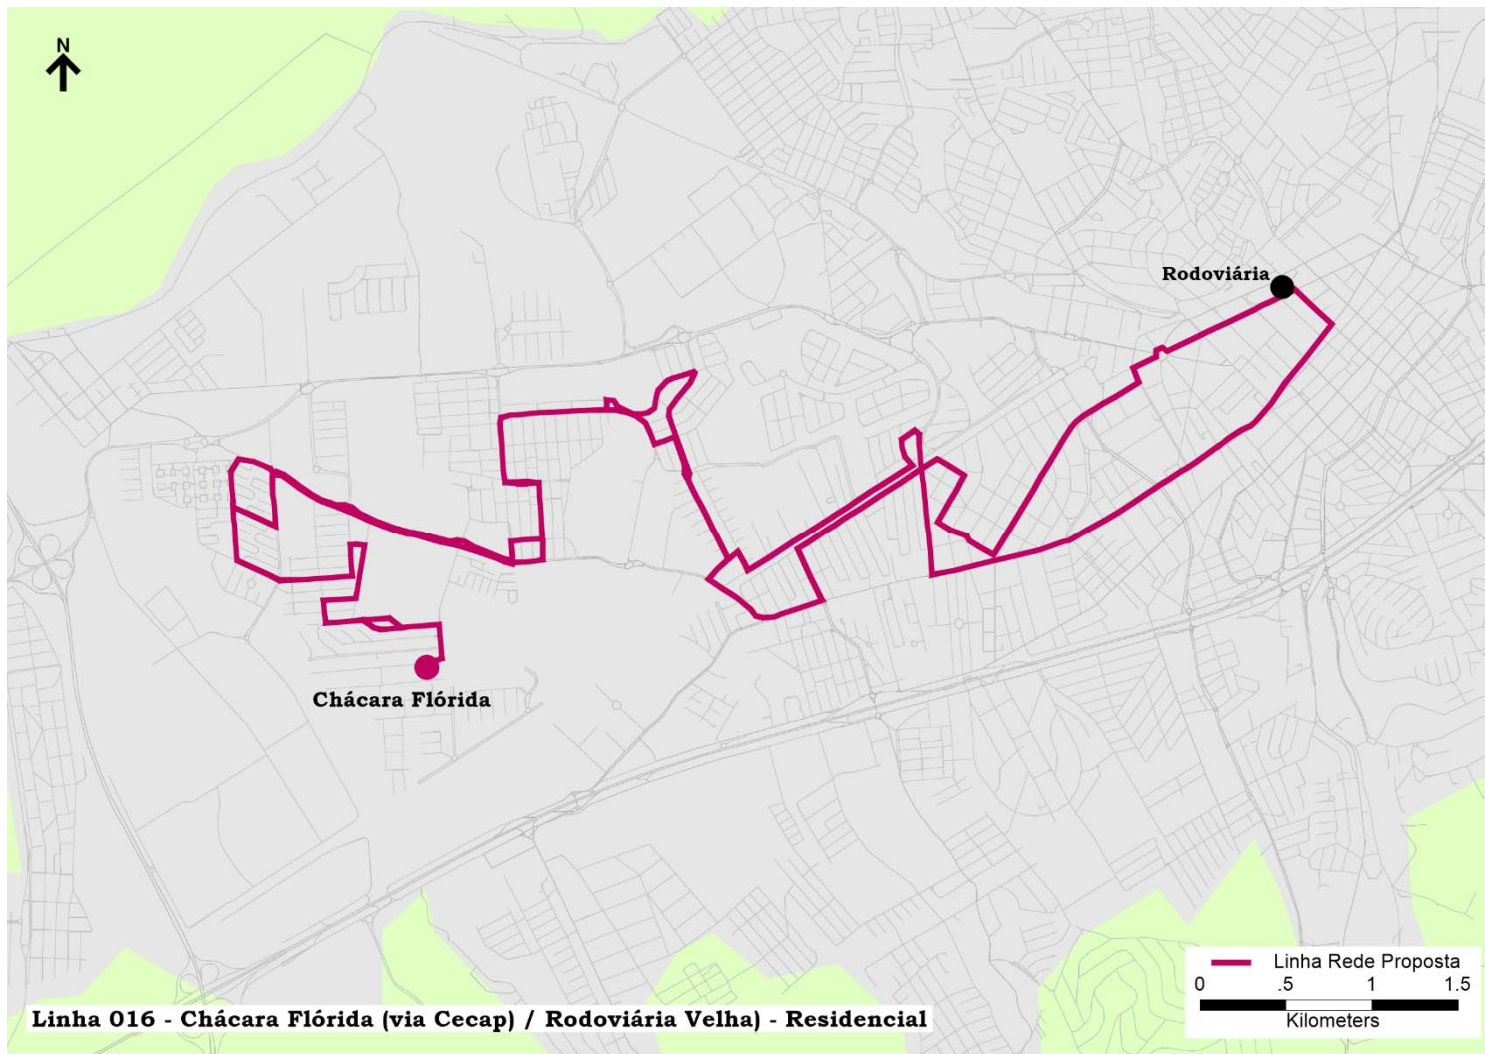 N
Rodoviária
Chácara Flórida
Linha Rede Proposta
0 .5 1 1.5
Kilometers
Linha 016 - Chácara Flórida (via Cecap) / Rodoviária Velha) - Residencial